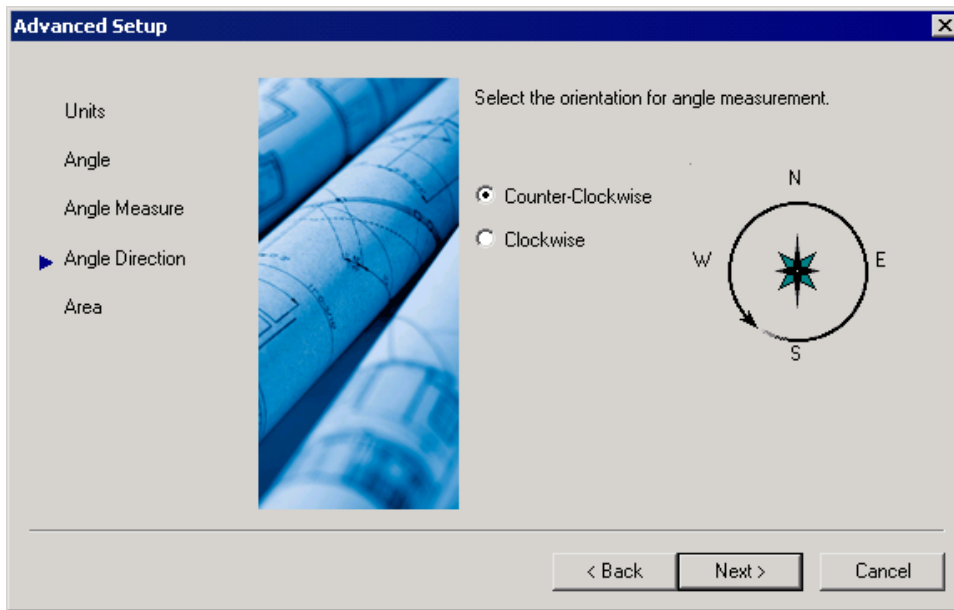 Advanced Setup
Units
Angle
Angle Measure
Angle Direction
Area
Select the orientation for angle measurement.
Counter-Clockwise
Clockwise
N
W
E
S
< Back
Next >
Cancel